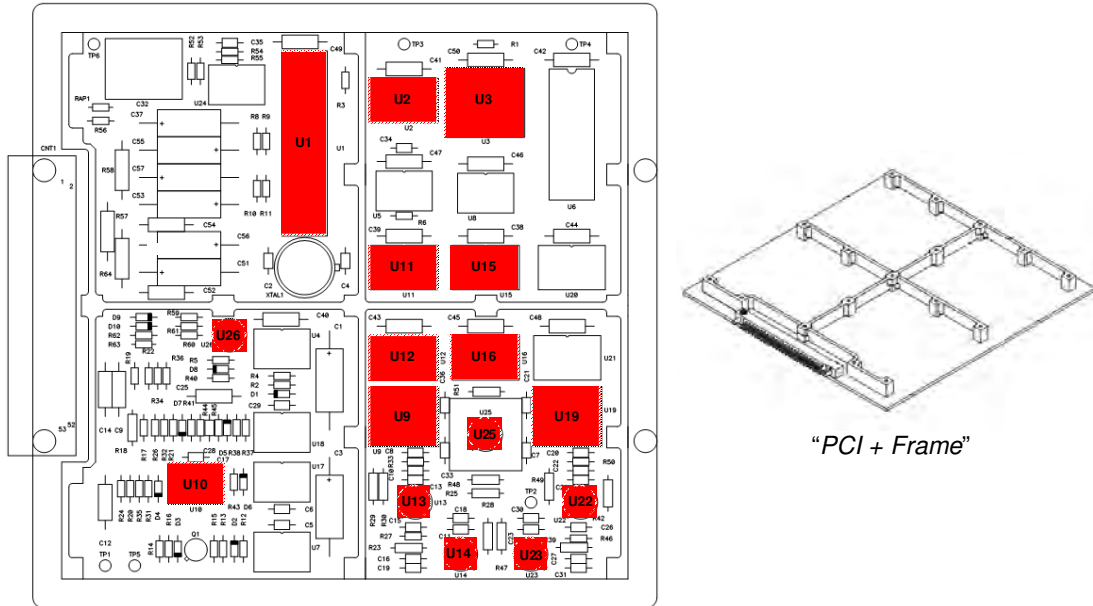 TP6
R52
R53
C35
R54
R55
C49
TP3
C50
R1
C42
TP4
C41
C32
U24
RAP1
C37
R56
R3
U2
U2
U3
U3
U1
U1
R8 R9
C55
C34
C47
C46
CNT1
R58
C57
1
2
C53
R10 R11
U5
R6
U8
U6
R57
C54
C56
C39
C38
C44
R64
C51
C52
C2
C4
XTAL1
U11
U11
U15
U15
U20
D9
D10
R62
R63
R22
R59
R61
R60
U26
U26
C40
U4
C1
C43
C45
C48
R19
R36
R5
D8
R40
R4
R2
D1
C29
C25
R34
D7 R41
R44
R45
U12
U12
C36
U16
U16
C21
U21
R51
C14 C9
R18
53
52
R17
R26
R32
R21
C28
C17
D5 R38 R37
U18
U9
U9
U25
U25
U19
U19
C8
R33
C10
C33
C7
C20
C22
R50
U17
C3
U10
U10
R43
D6
C13
R48
R25
R28
R49
TP2
U13
U13
U22
U22
R42
C12
R24
R20
R35
R31
D4
R16
D3
R15
R13
D2
R12
C6
C5
R29
R30
C15
R27
C18
C11
C30
C26
R46
TP1
TP5
R14
Q1
U7
R23
C16
C19
U14
U14
R47
C23
U23
U23
C27
C31
"PCI + Frame"